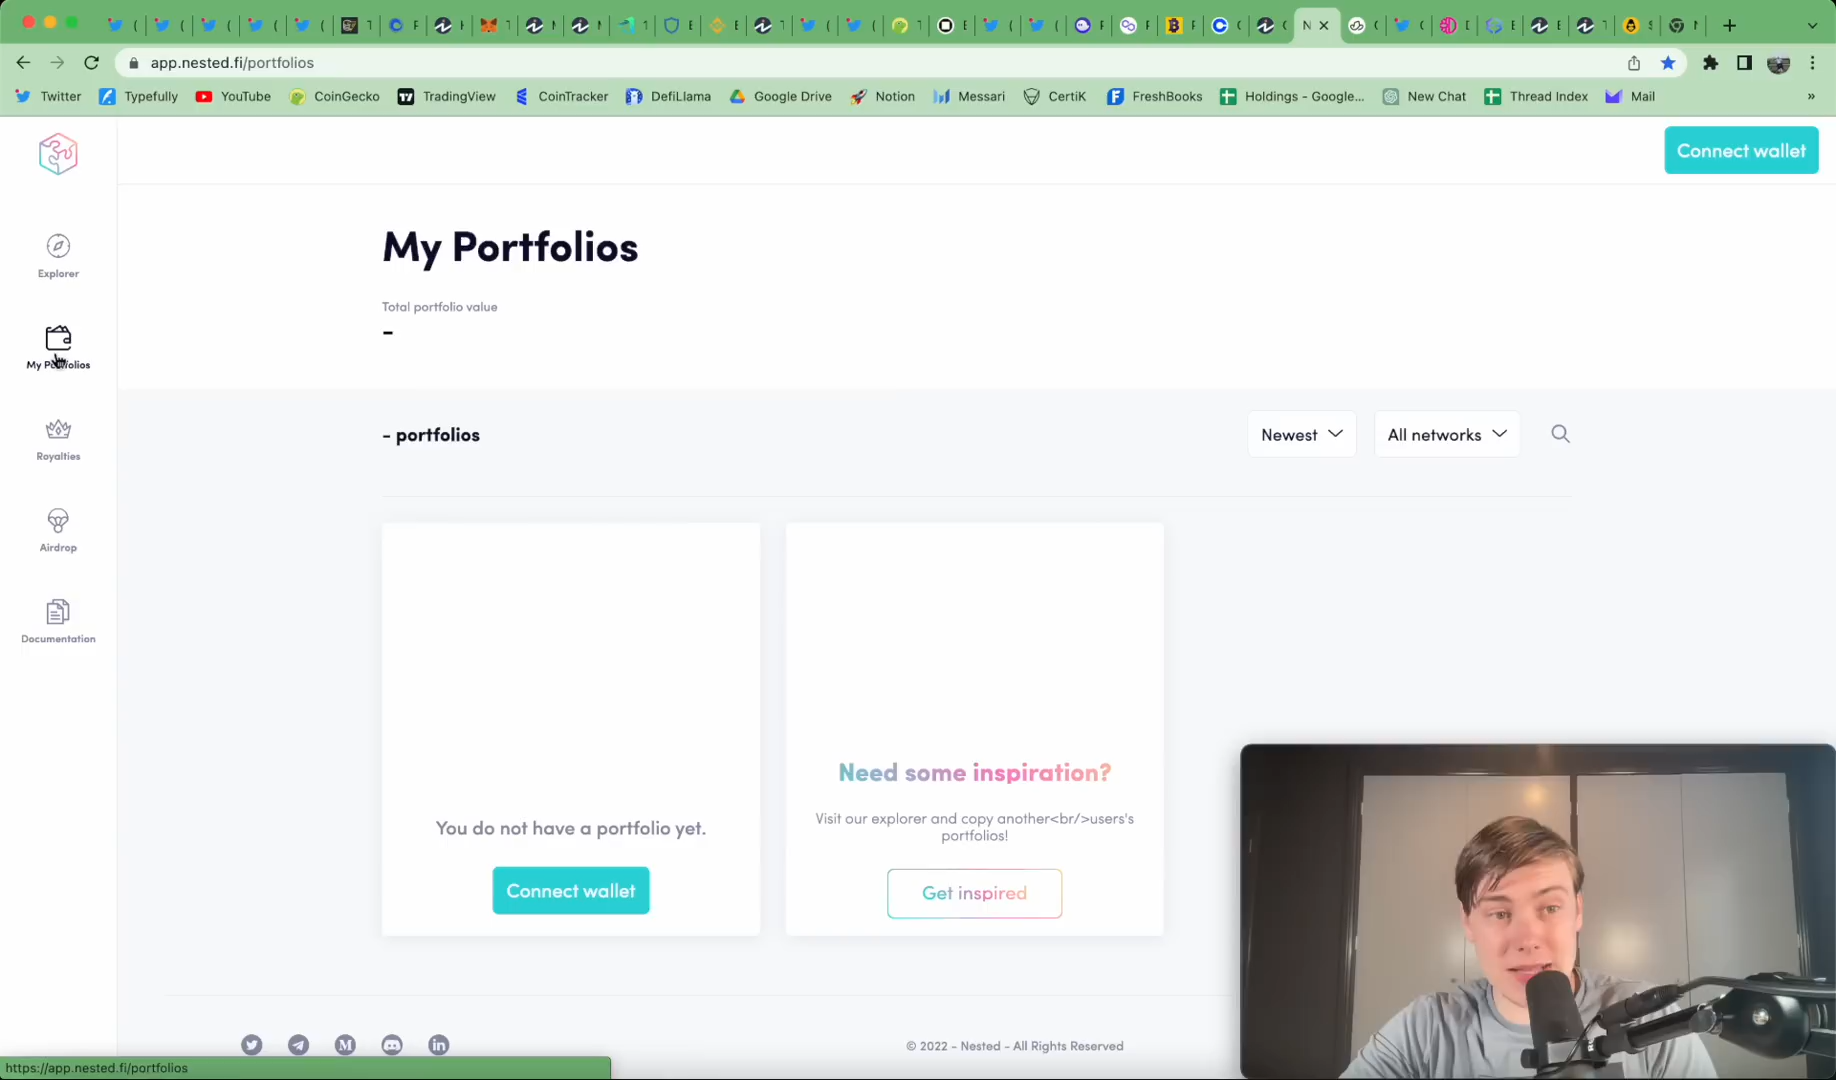 app.nested.fi/portfolios
Twitter
Typefully
YouTube
CoinGecko
TradingView
CoinTracker
DefiLlama
Google Drive
Notion
Messari
CertiK
FreshBooks
Holdings - Google...
New Chat
Thread Index
Mail
»
Connect wallet
Explorer
My Portfolios
Royalties
Airdrop
Documentation
My Portfolios
Total portfolio value
-
- portfolios
Newest
All networks
You do not have a portfolio yet.
Connect wallet
Need some inspiration?
Visit our explorer and copy another<br/>users's
portfolios!
Get inspired
© 2022 - Nested - All Rights Reserved
https://app.nested.fi/portfolios